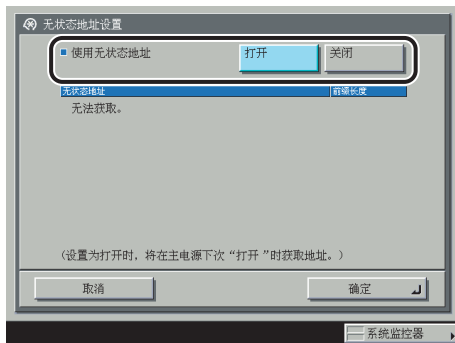 无状态地址设置
使用无状态地址 打开 关闭
无状态地址 前缀长度
无法获取。
（设置为打开时，将在主电源下次“打开”时获取地址。）
取消 确定
系统监控器